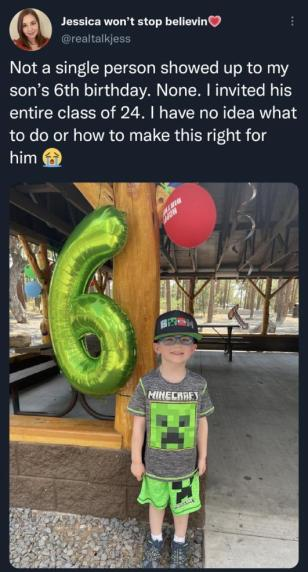 Jessica won't stop believin❤️
@realtalkjess
Not a single person showed up to my
son's 6th birthday. None. I invited his
entire class of 24. I have no idea what
to do or how to make this right for
him 😭
6
MINECRAFT